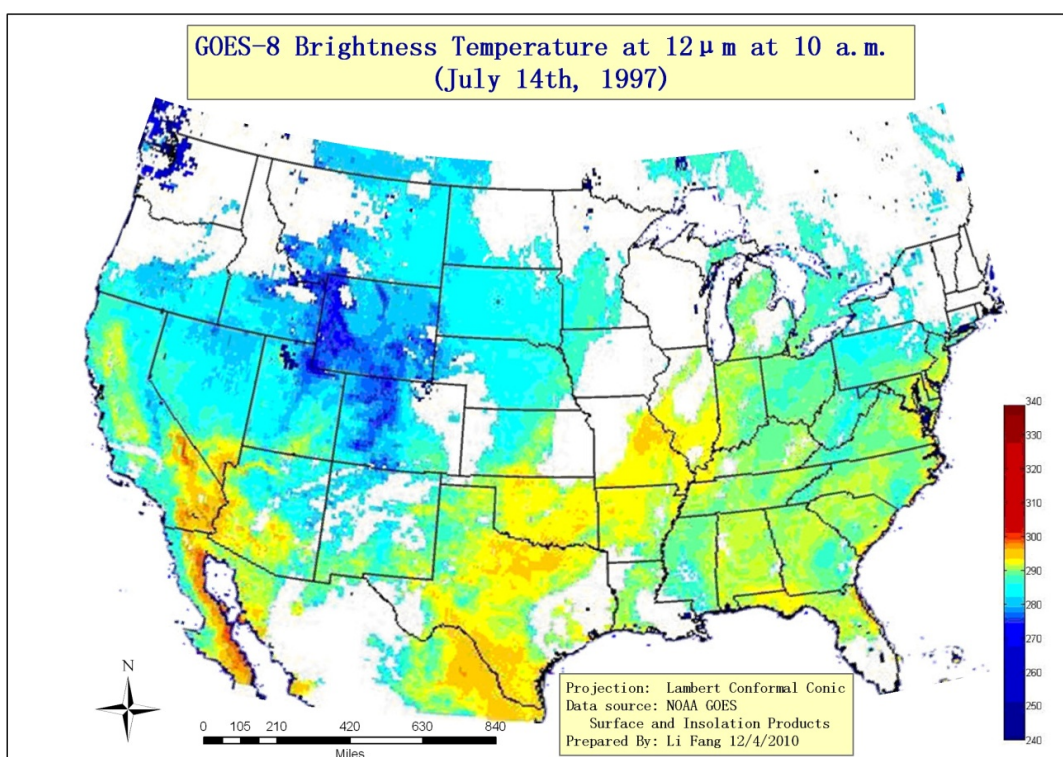 GOES-8 Brightness Temperature at 12μm at 10 a.m.
(July 14th, 1997)
340
330
320
310
300
290
280
270
260
250
240
N
0 105 210 420 630 840
Miles
Projection: Lambert Conformal Conic
Data source: NOAA GOES
Surface and Insolation Products
Prepared By: Li Fang 12/4/2010